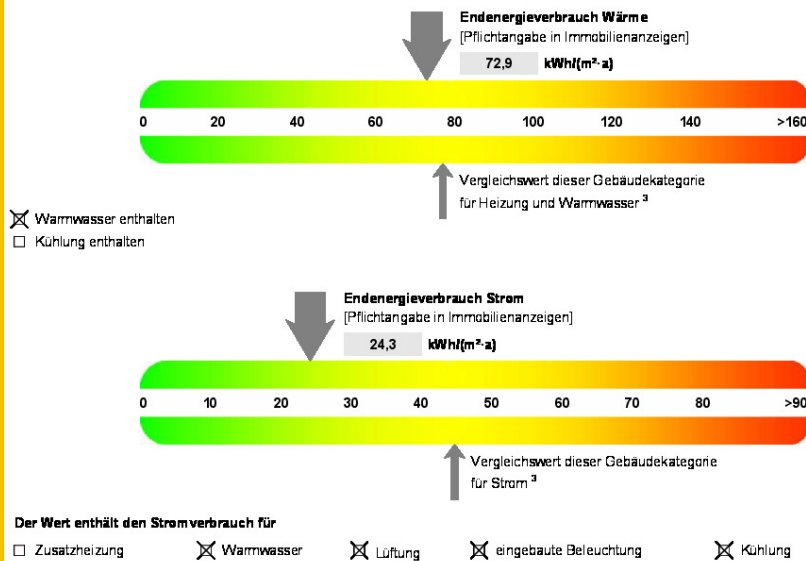 Endenergieverbrauch Wärme
[Pflichtangabe in Immobilienanzeigen]
72,9 kWh/(m²·a)
0 20 40 60 80 100 120 140 >160
Vergleichswert dieser Gebäudekategorie
für Heizung und Warmwasser ³
☒ Warmwasser enthalten
☐ Kühlung enthalten
Endenergieverbrauch Strom
[Pflichtangabe in Immobilienanzeigen]
24,3 kWh/(m²·a)
0 10 20 30 40 50 60 70 80 >90
Vergleichswert dieser Gebäudekategorie
für Strom ³
Der Wert enthält den Stromverbrauch für
☐ Zusatzheizung ☒ Warmwasser ☒ Lüftung ☒ eingebaute Beleuchtung ☒ Kühlung